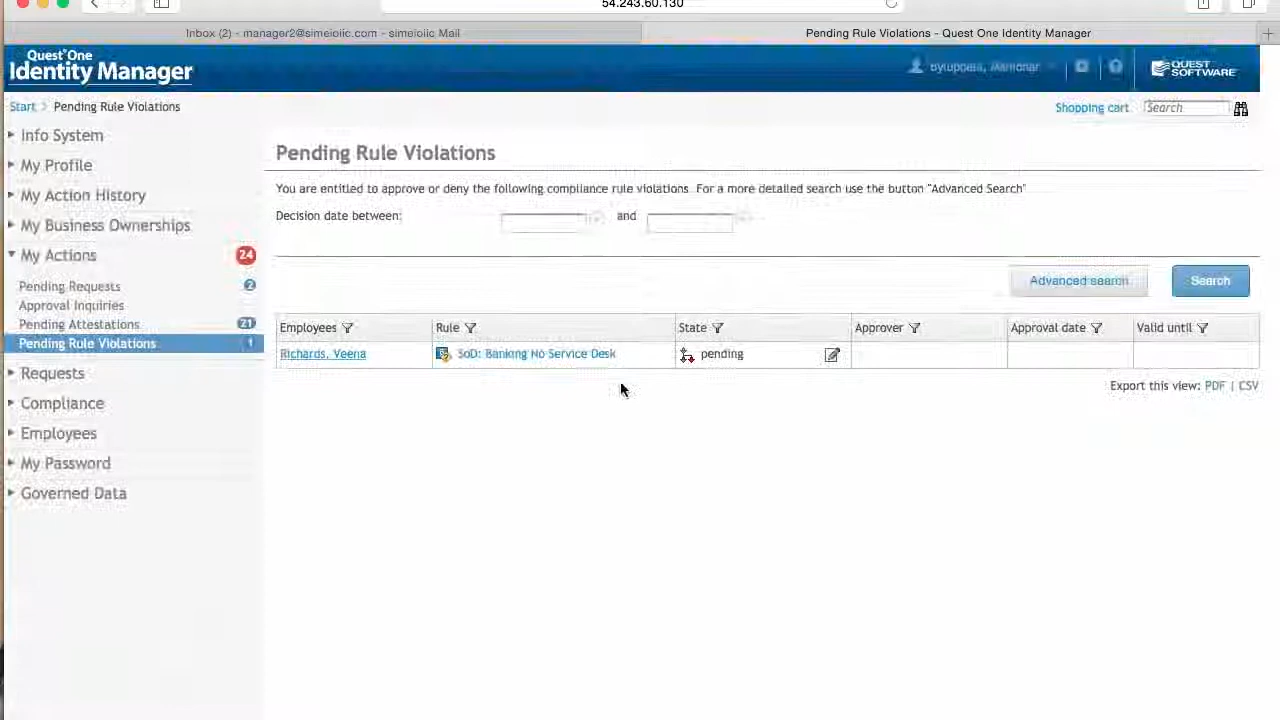 54.243.60.130
Inbox (2) - manager2@simeioiic.com - simeioiic Mail
Pending Rule Violations - Quest One Identity Manager
Quest One
Identity Manager
QUEST SOFTWARE
Start > Pending Rule Violations
Shopping cart
Search
Info System
My Profile
My Action History
My Business Ownerships
My Actions 24
Pending Requests 2
Approval Inquiries
Pending Attestations 21
Pending Rule Violations 1
Requests
Compliance
Employees
My Password
Governed Data
Pending Rule Violations
You are entitled to approve or deny the following compliance rule violations. For a more detailed search use the button "Advanced Search"
Decision date between: and
Advanced search Search
Employees Rule State Approver Approval date Valid until
Richards, Veena SoD: Banking No Service Desk pending
Export this view: PDF | CSV